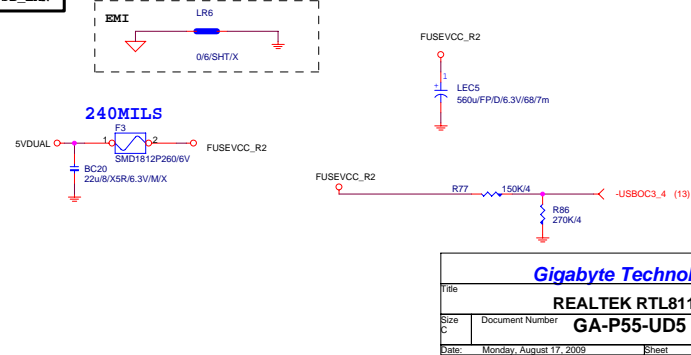 EMI
LR6
0/6/SHT/X
FUSEVCC_R2
1
+
LEC5
560u/FP/D/6.3V/68/7m
240MILS
F3
5VDUAL
1
2
FUSEVCC_R2
SMD1812P260/6V
BC20
22u/8/X5R/6.3V/M/X
FUSEVCC_R2
R77
150K/4
-USBOC3_4 (13)
R86
270K/4
Gigabyte Technol
Title
REALTEK RTL811
Size
C
Document Number
GA-P55-UD5
Date:
Monday, August 17, 2009
Sheet